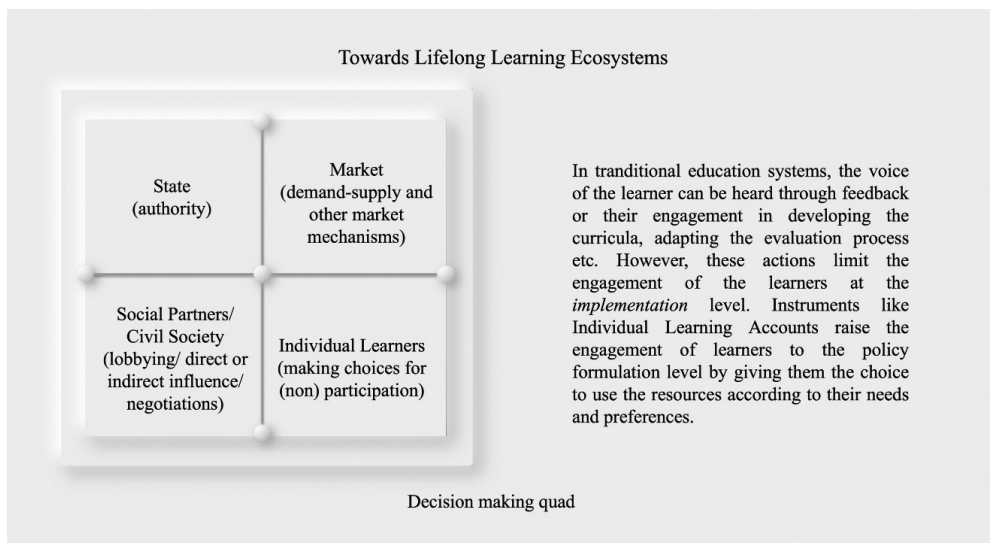 Towards Lifelong Learning Ecosystems
State
(authority)
Market
(demand-supply and
other market
mechanisms)
Social Partners/
Civil Society
(lobbying/ direct or
indirect influence/
negotiations)
Individual Learners
(making choices for
(non) participation)
In tranditional education systems, the voice
of the learner can be heard through feedback
or their engagement in developing the
curricula, adapting the evaluation process
etc. However, these actions limit the
engagement of the learners at the
implementation level. Instruments like
Individual Learning Accounts raise the
engagement of learners to the policy
formulation level by giving them the choice
to use the resources according to their needs
and preferences.
Decision making quad